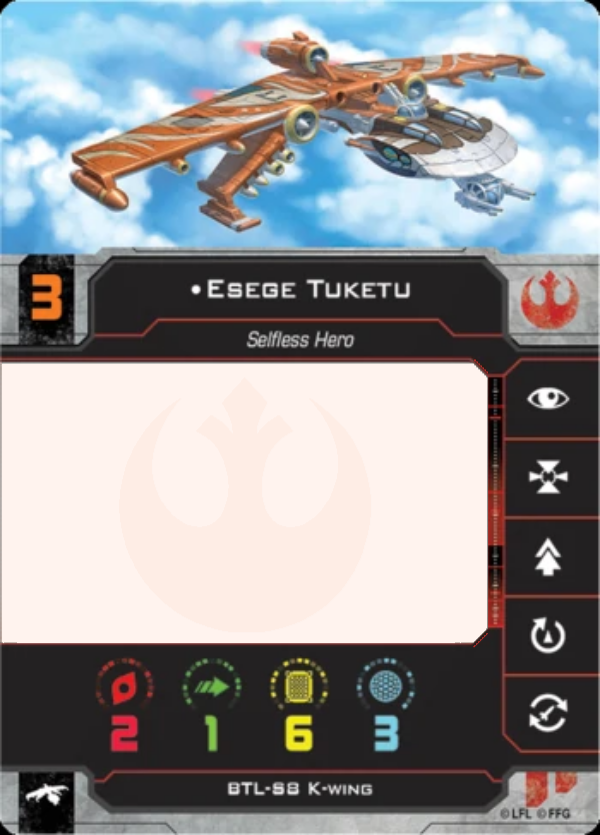 3
•Esege Tuketu
Selfless Hero
2 1 6 3
BTL-S8 K-wing
©LFL ©FFG